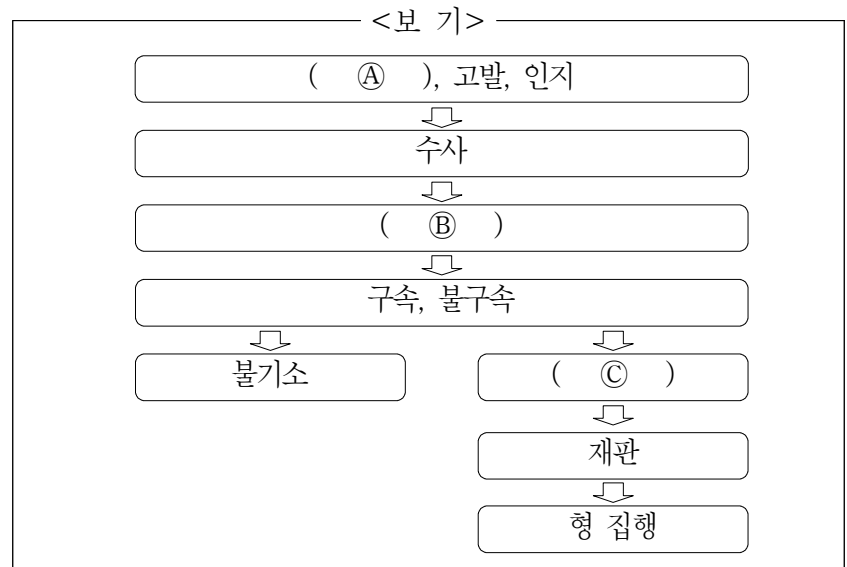 <보 기>
( Ⓐ ), 고발, 인지
수사
( Ⓑ )
구속, 불구속
불기소
( Ⓒ )
재판
형 집행